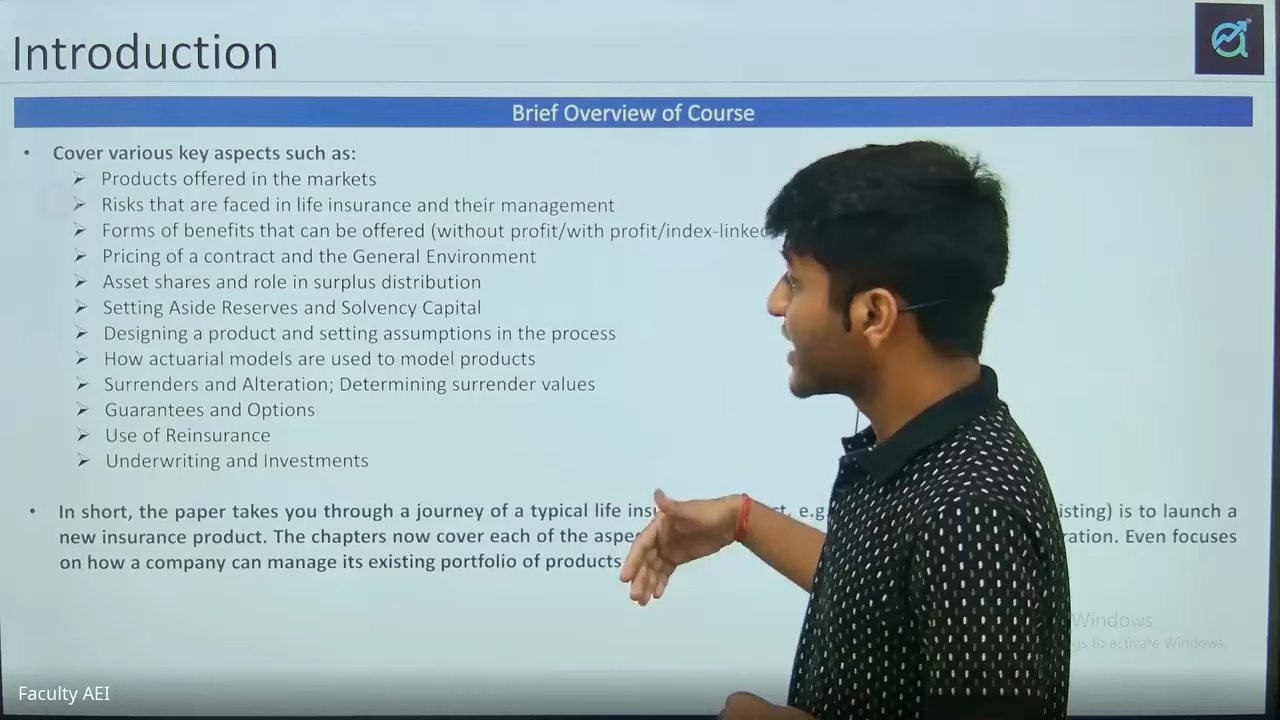 Introduction
Brief Overview of Course
• Cover various key aspects such as:
➢ Products offered in the markets
➢ Risks that are faced in life insurance and their management
➢ Forms of benefits that can be offered (without profit/with profit/index-linked
➢ Pricing of a contract and the General Environment
➢ Asset shares and role in surplus distribution
➢ Setting Aside Reserves and Solvency Capital
➢ Designing a product and setting assumptions in the process
➢ How actuarial models are used to model products
➢ Surrenders and Alteration; Determining surrender values
➢ Guarantees and Options
➢ Use of Reinsurance
➢ Underwriting and Investments
• In short, the paper takes you through a journey of a typical life is to launch a
new insurance product. The chapters now cover each of the Even focuses
on how a company can manage its existing portfolio of products
Windows
to activate Windows.
Faculty AEI